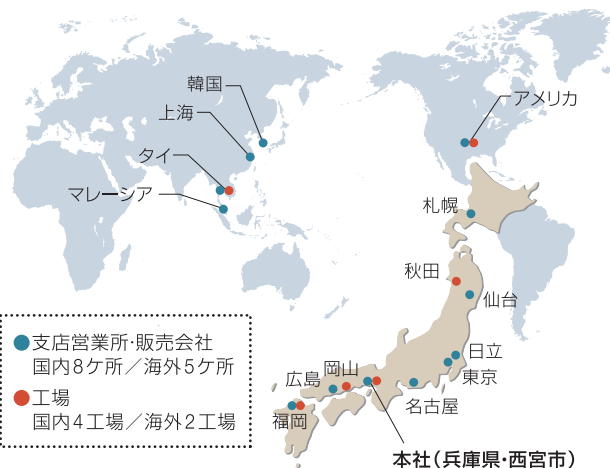 韓国
上海
タイ
マレーシア
アメリカ
札幌
秋田
仙台
日立
東京
名古屋
岡山
広島
福岡
本社(兵庫県・西宮市)
支店営業所・販売会社
国内8ケ所／海外5ケ所
工場
国内4工場／海外2工場